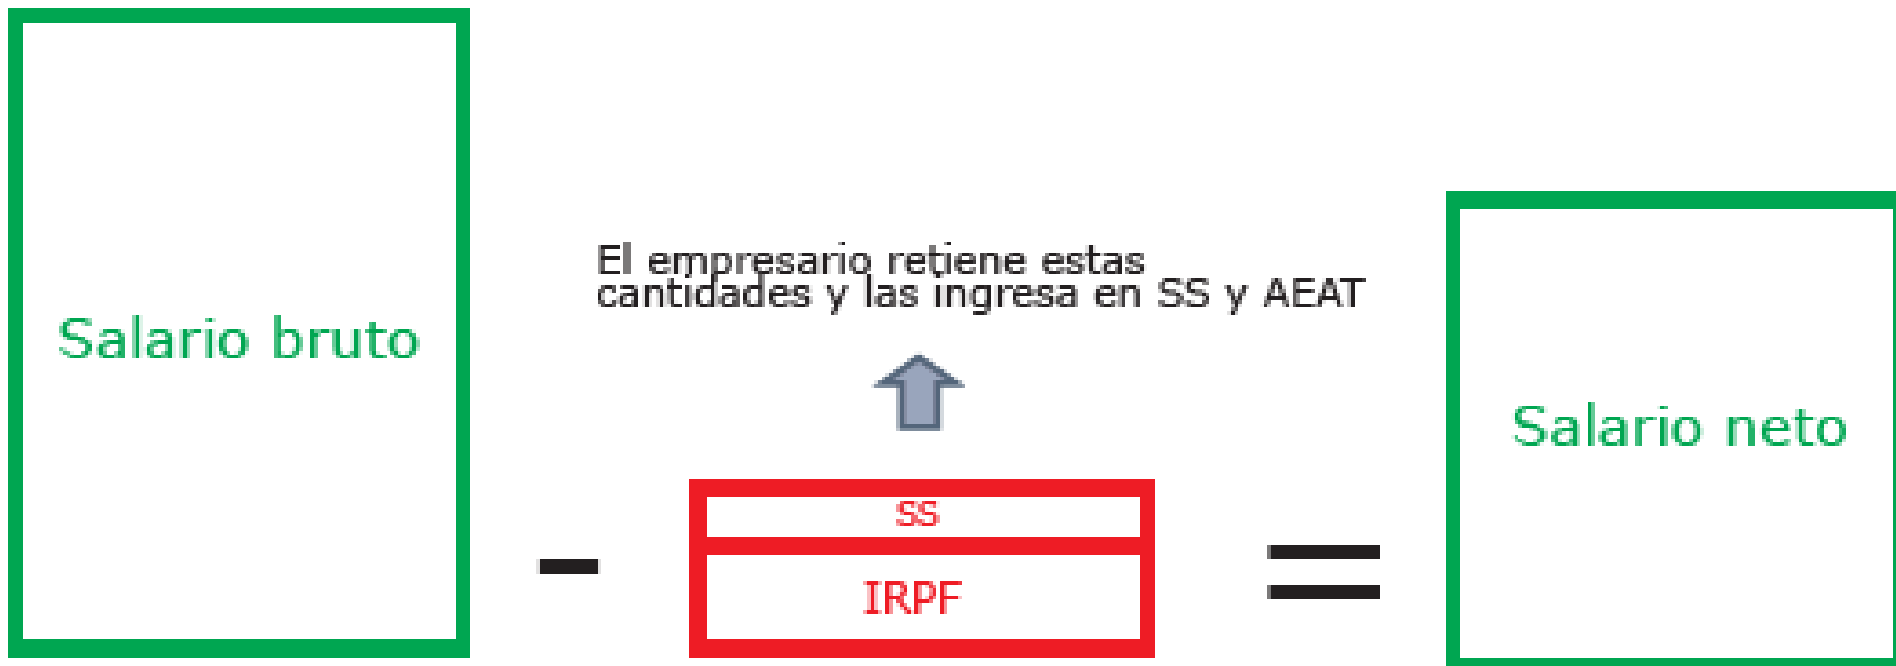 Salario bruto
El empresario retiene estas
cantidades y las ingresa en SS y AEAT
-
SS
IRPF
=
Salario neto